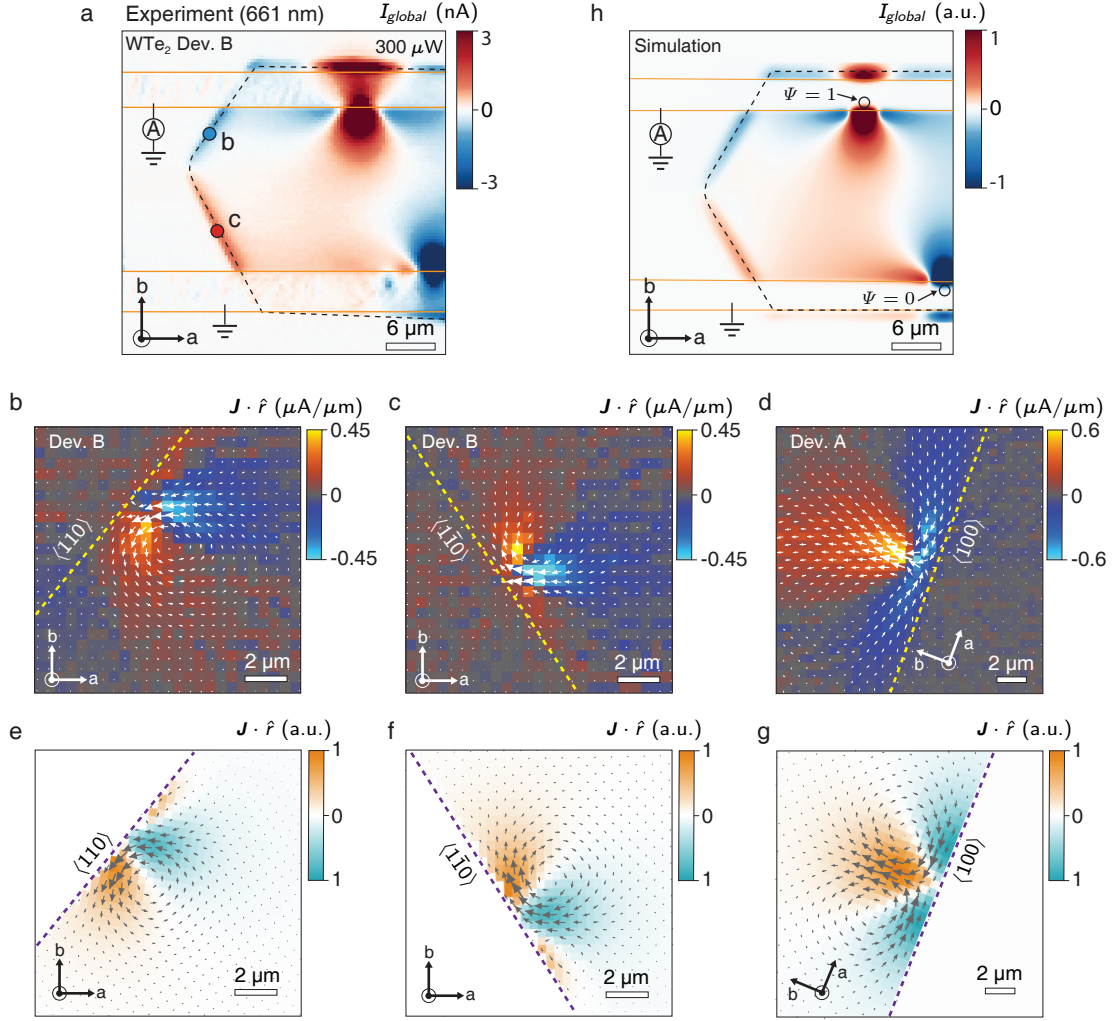 a Experiment (661 nm)
I_global (nA)
WTe₂ Dev. B
300 μW
3
0
-3
A
b
c
b
a
6 μm
h
I_global (a.u.)
Simulation
1
0
-1
Ψ = 1
A
Ψ = 0
b
a
6 μm
b
J · r̂ (μA/μm)
Dev. B
0.45
0
-0.45
⟨110⟩
b
a
2 μm
c
J · r̂ (μA/μm)
Dev. B
0.45
0
-0.45
⟨11̄0⟩
b
a
2 μm
d
J · r̂ (μA/μm)
Dev. A
0.6
0
-0.6
⟨100⟩
b
a
2 μm
e
J · r̂ (a.u.)
1
0
1
⟨110⟩
b
a
2 μm
f
J · r̂ (a.u.)
1
0
1
⟨11̄0⟩
b
a
2 μm
g
J · r̂ (a.u.)
1
0
1
⟨100⟩
b
a
2 μm